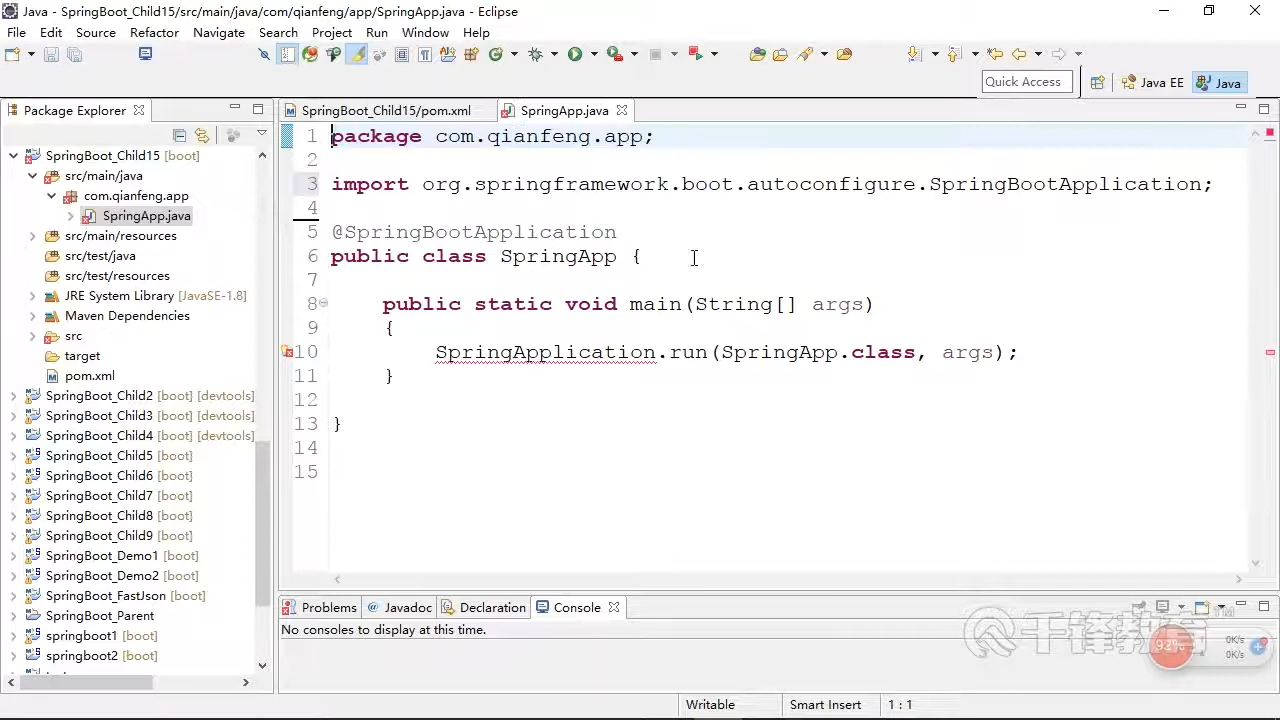 Java - SpringBoot_Child15/src/main/java/com/qianfeng/app/SpringApp.java - Eclipse
File Edit Source Refactor Navigate Search Project Run Window Help
Quick Access
Java EE
Java
Package Explorer
SpringBoot_Child15/pom.xml
SpringApp.java
SpringBoot_Child15 [boot]
src/main/java
com.qianfeng.app
SpringApp.java
src/main/resources
src/test/java
src/test/resources
JRE System Library [JavaSE-1.8]
Maven Dependencies
src
target
pom.xml
SpringBoot_Child2 [boot] [devtools]
SpringBoot_Child3 [boot] [devtools]
SpringBoot_Child4 [boot] [devtools]
SpringBoot_Child5 [boot]
SpringBoot_Child6 [boot]
SpringBoot_Child7 [boot]
SpringBoot_Child8 [boot]
SpringBoot_Child9 [boot]
SpringBoot_Demo1 [boot]
SpringBoot_Demo2 [boot]
SpringBoot_FastJson [boot]
SpringBoot_Parent
springboot1 [boot]
springboot2 [boot]
1 package com.qianfeng.app;
2
3 import org.springframework.boot.autoconfigure.SpringBootApplication;
4
5 @SpringBootApplication
6 public class SpringApp {
7
8 public static void main(String[] args)
9 {
10 SpringApplication.run(SpringApp.class, args);
11 }
12
13 }
14
15
Problems
@ Javadoc
Declaration
Console
No consoles to display at this time.
千锋教育
TM
92%
0K/s
0K/s
Writable
Smart Insert
1 : 1